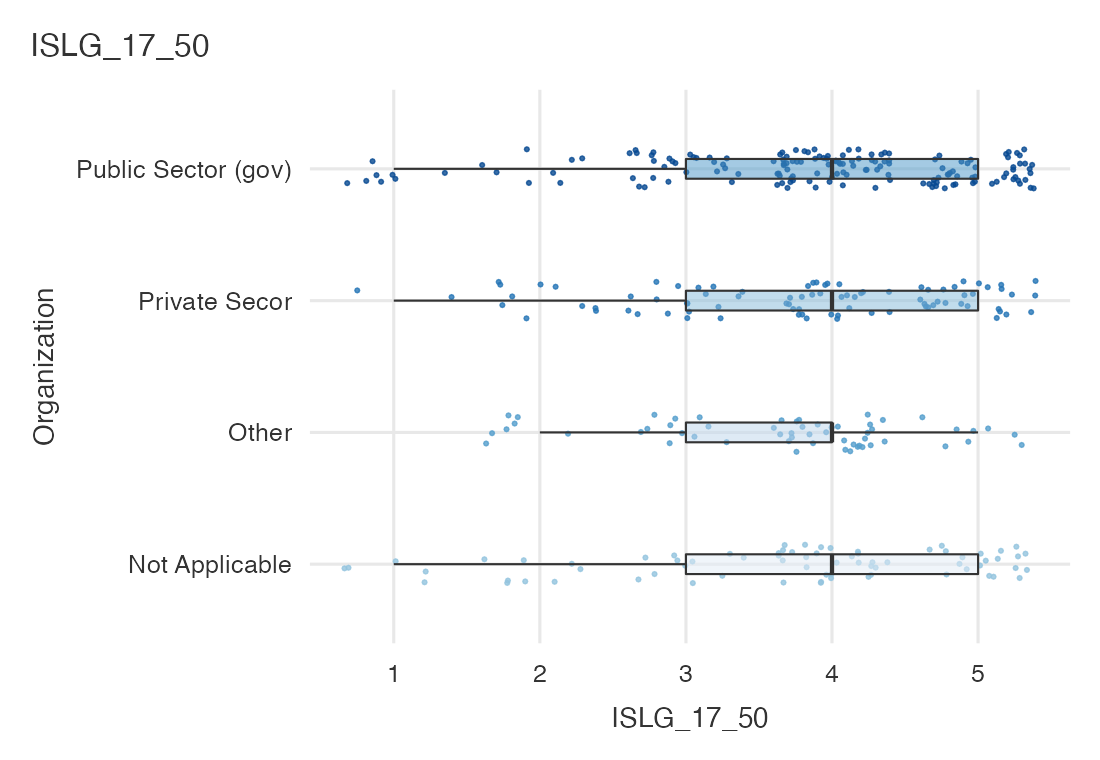 ISLG_17_50
Public Sector (gov)
Private Secor
Other
Not Applicable
Organization
1 2 3 4 5
ISLG_17_50